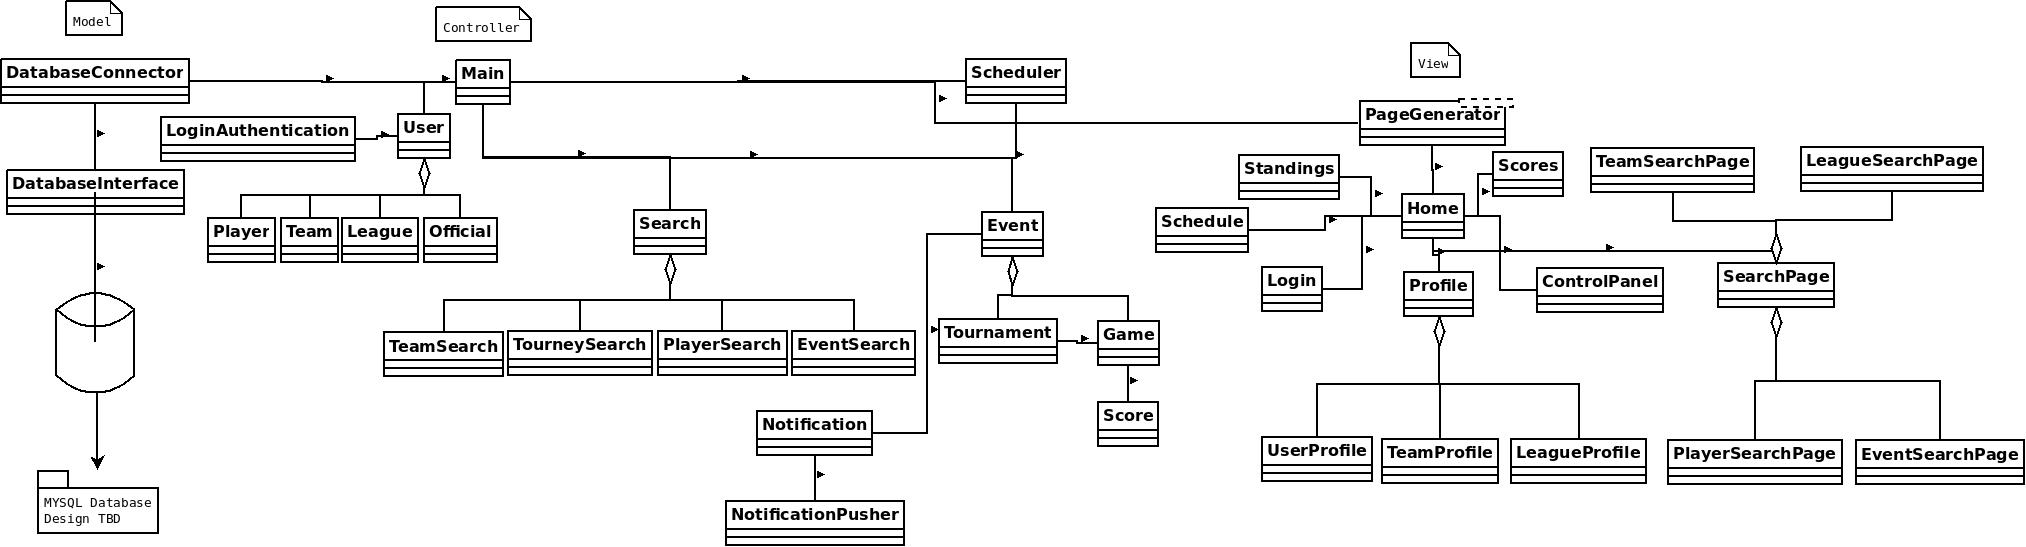 Model
Controller
View
DatabaseConnector
Main
Scheduler
PageGenerator
LoginAuthentication
User
DatabaseInterface
Standings
Scores
TeamSearchPage
LeagueSearchPage
Player
Team
League
Official
Search
Event
Schedule
Home
Login
Profile
ControlPanel
SearchPage
TeamSearch
TourneySearch
PlayerSearch
EventSearch
Tournament
Game
Notification
Score
UserProfile
TeamProfile
LeagueProfile
PlayerSearchPage
EventSearchPage
MYSQL Database
Design TBD
NotificationPusher